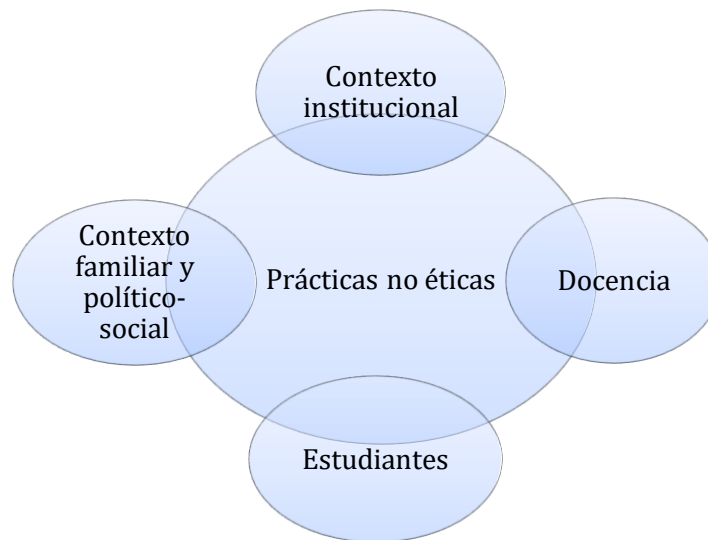 Contexto
institucional
Contexto
familiar y
político-
social
Prácticas no éticas
Docencia
Estudiantes